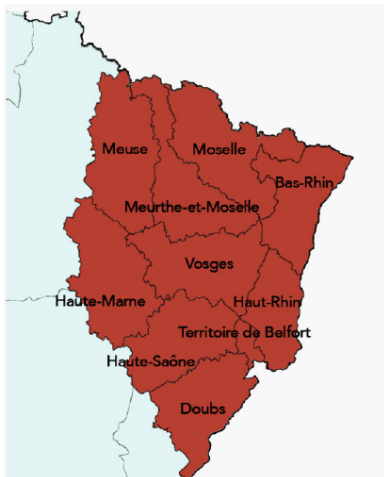 Meuse
Moselle
Bas-Rhin
Meurthe-et-Moselle
Vosges
Haute-Marne
Haut-Rhin
Territoire de Belfort
Haute-Saône
Doubs